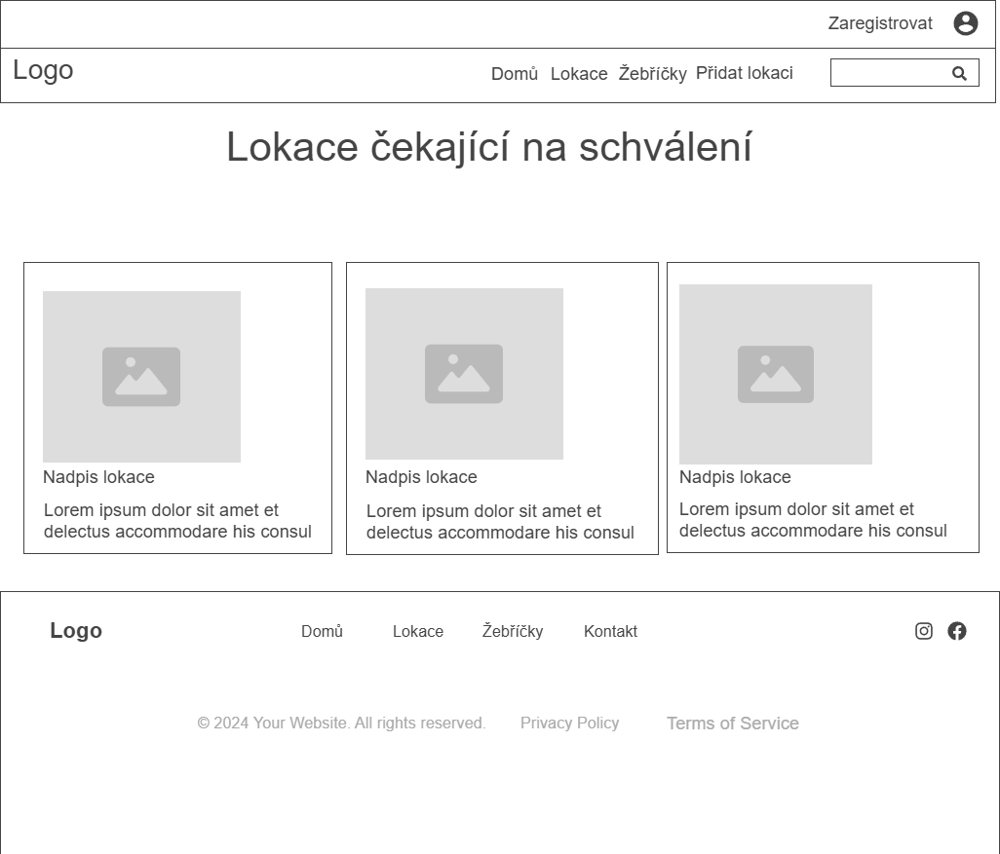 Zaregistrovat
Logo
Domů Lokace Žebříčky Přidat lokaci
Lokace čekající na schválení
Nadpis lokace
Lorem ipsum dolor sit amet et
delectus accommodare his consul
Nadpis lokace
Lorem ipsum dolor sit amet et
delectus accommodare his consul
Nadpis lokace
Lorem ipsum dolor sit amet et
delectus accommodare his consul
Logo
Domů Lokace Žebříčky Kontakt
© 2024 Your Website. All rights reserved. Privacy Policy Terms of Service